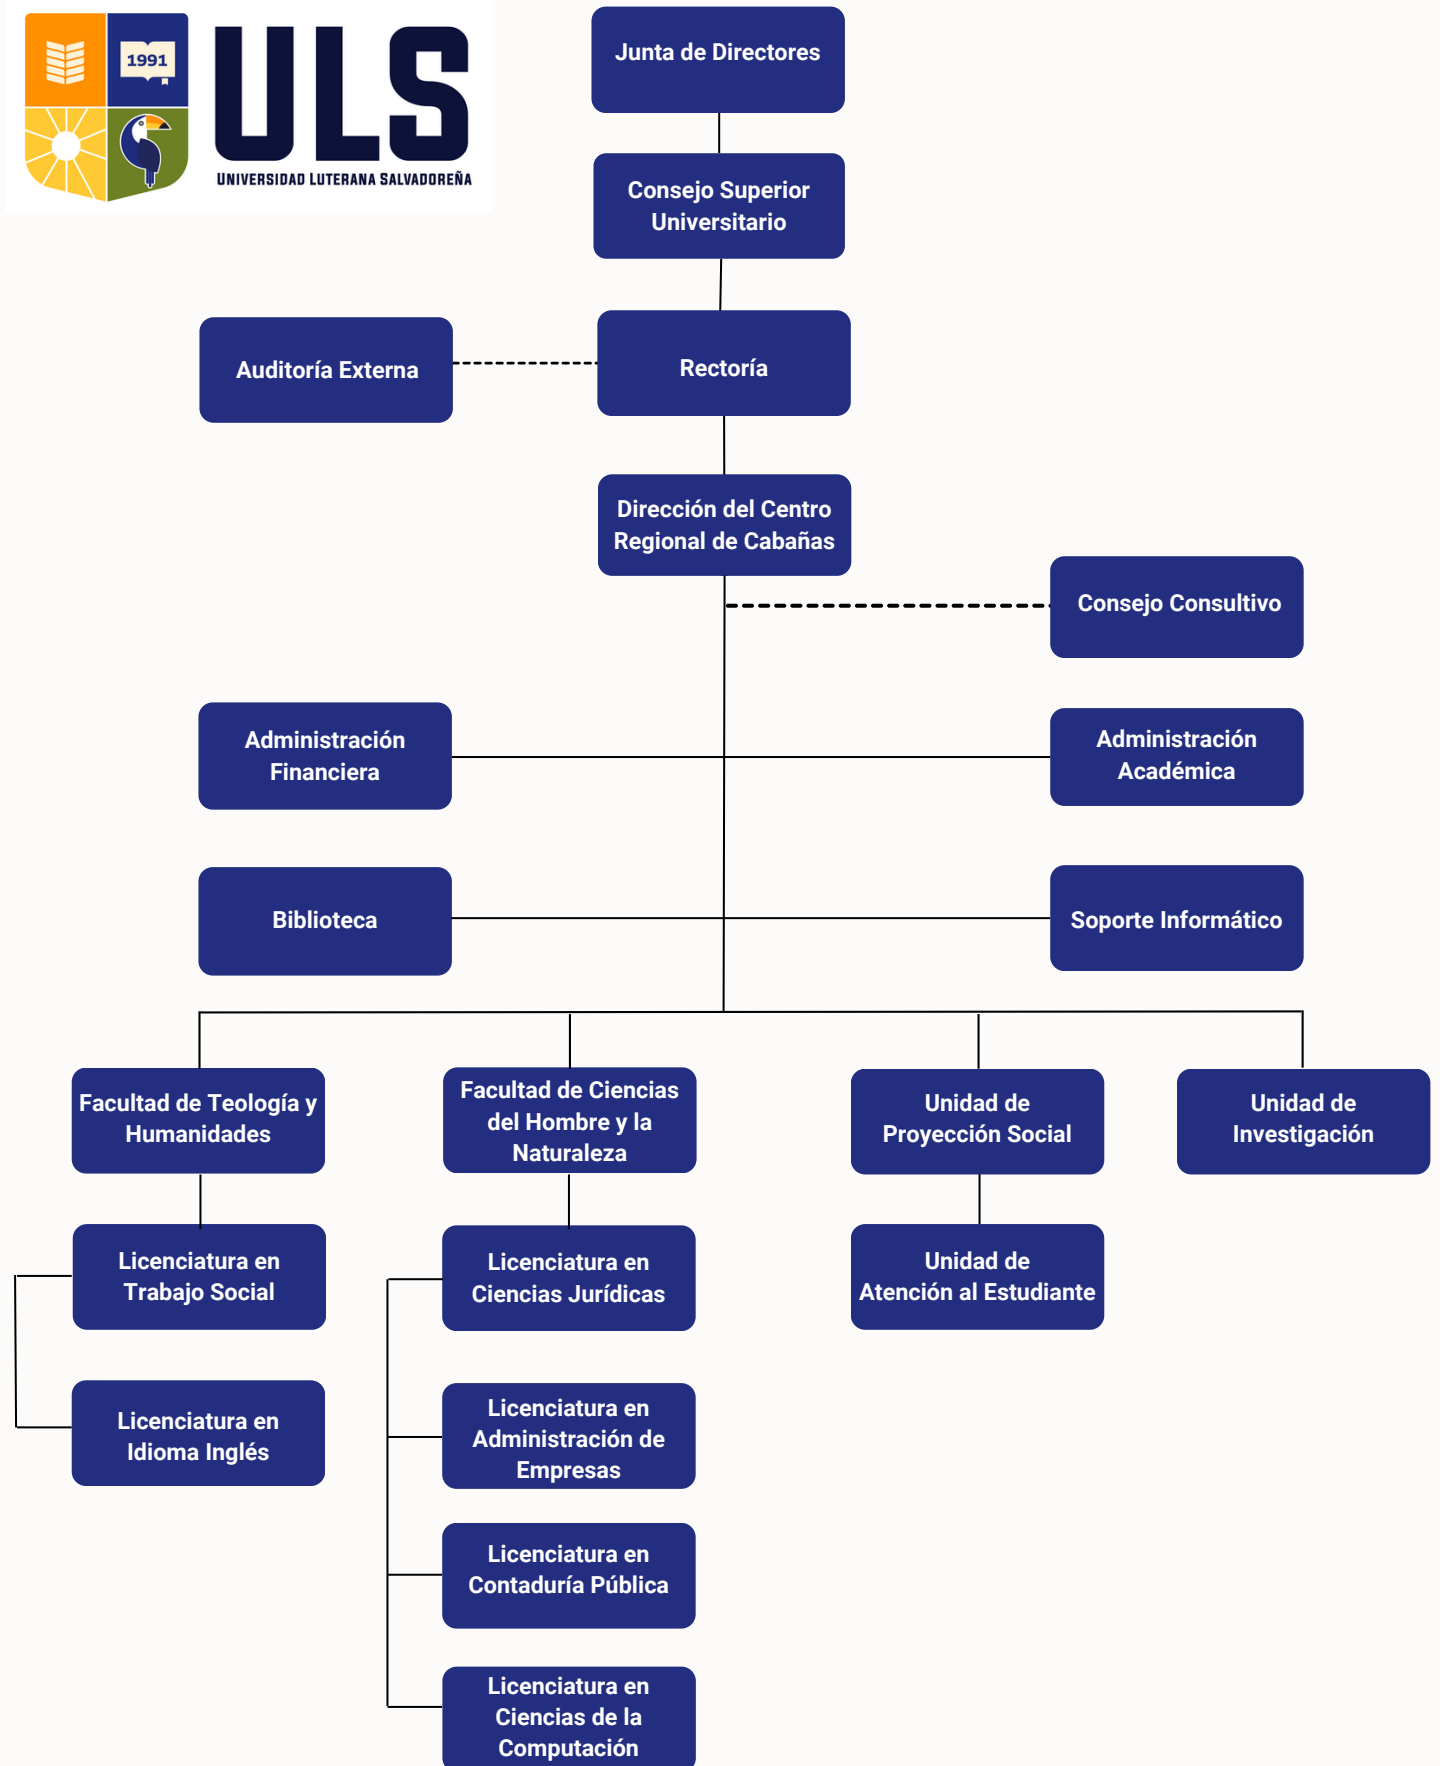 1991
ULS
UNIVERSIDAD LUTERANA SALVADOREÑA
Junta de Directores
Consejo Superior
Universitario
Auditoría Externa
Rectoría
Dirección del Centro
Regional de Cabañas
Consejo Consultivo
Administración
Financiera
Administración
Académica
Biblioteca
Soporte Informático
Facultad de Teología y
Humanidades
Facultad de Ciencias
del Hombre y la
Naturaleza
Unidad de
Proyección Social
Unidad de
Investigación
Licenciatura en
Trabajo Social
Licenciatura en
Ciencias Jurídicas
Unidad de
Atención al Estudiante
Licenciatura en
Idioma Inglés
Licenciatura en
Administración de
Empresas
Licenciatura en
Contaduría Pública
Licenciatura en
Ciencias de la
Computación